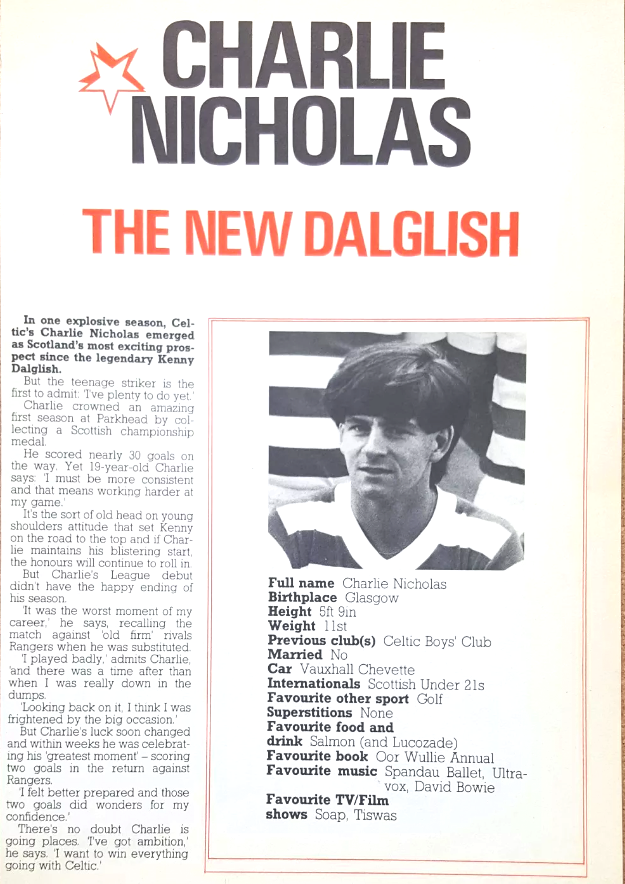 CHARLIE
NICHOLAS
THE NEW DALGLISH
In one explosive season, Cel-
tic's Charlie Nicholas emerged
as Scotland's most exciting pros-
pect since the legendary Kenny
Dalglish.
But the teenage striker is the
first to admit: 'I've plenty to do yet.'
Charlie crowned an amazing
first season at Parkhead by col-
lecting a Scottish championship
medal.
He scored nearly 30 goals on
the way. Yet 19-year-old Charlie
says: 'I must be more consistent
and that means working harder at
my game.'
It's the sort of old head on young
shoulders attitude that set Kenny
on the road to the top and if Char-
lie maintains his blistering start,
the honours will continue to roll in.
But Charlie's League debut
didn't have the happy ending of
his season.
'It was the worst moment of my
career,' he says, recalling the
match against 'old firm' rivals
Rangers when he was substituted.
'I played badly,' admits Charlie,
'and there was a time after than
when I was really down in the
dumps.
'Looking back on it, I think I was
frightened by the big occasion.'
But Charlie's luck soon changed
and within weeks he was celebrat-
ing his 'greatest moment' – scoring
two goals in the return against
Rangers.
'I felt better prepared and those
two goals did wonders for my
confidence.'
There's no doubt Charlie is
going places. 'I've got ambition,'
he says. 'I want to win everything
going with Celtic.'
Full name Charlie Nicholas
Birthplace Glasgow
Height 5ft 9in
Weight 11st
Previous club(s) Celtic Boys' Club
Married No
Car Vauxhall Chevette
Internationals Scottish Under 21s
Favourite other sport Golf
Superstitions None
Favourite food and
drink Salmon (and Lucozade)
Favourite book Oor Wullie Annual
Favourite music Spandau Ballet, Ultra-
vox, David Bowie
Favourite TV/Film
shows Soap, Tiswas